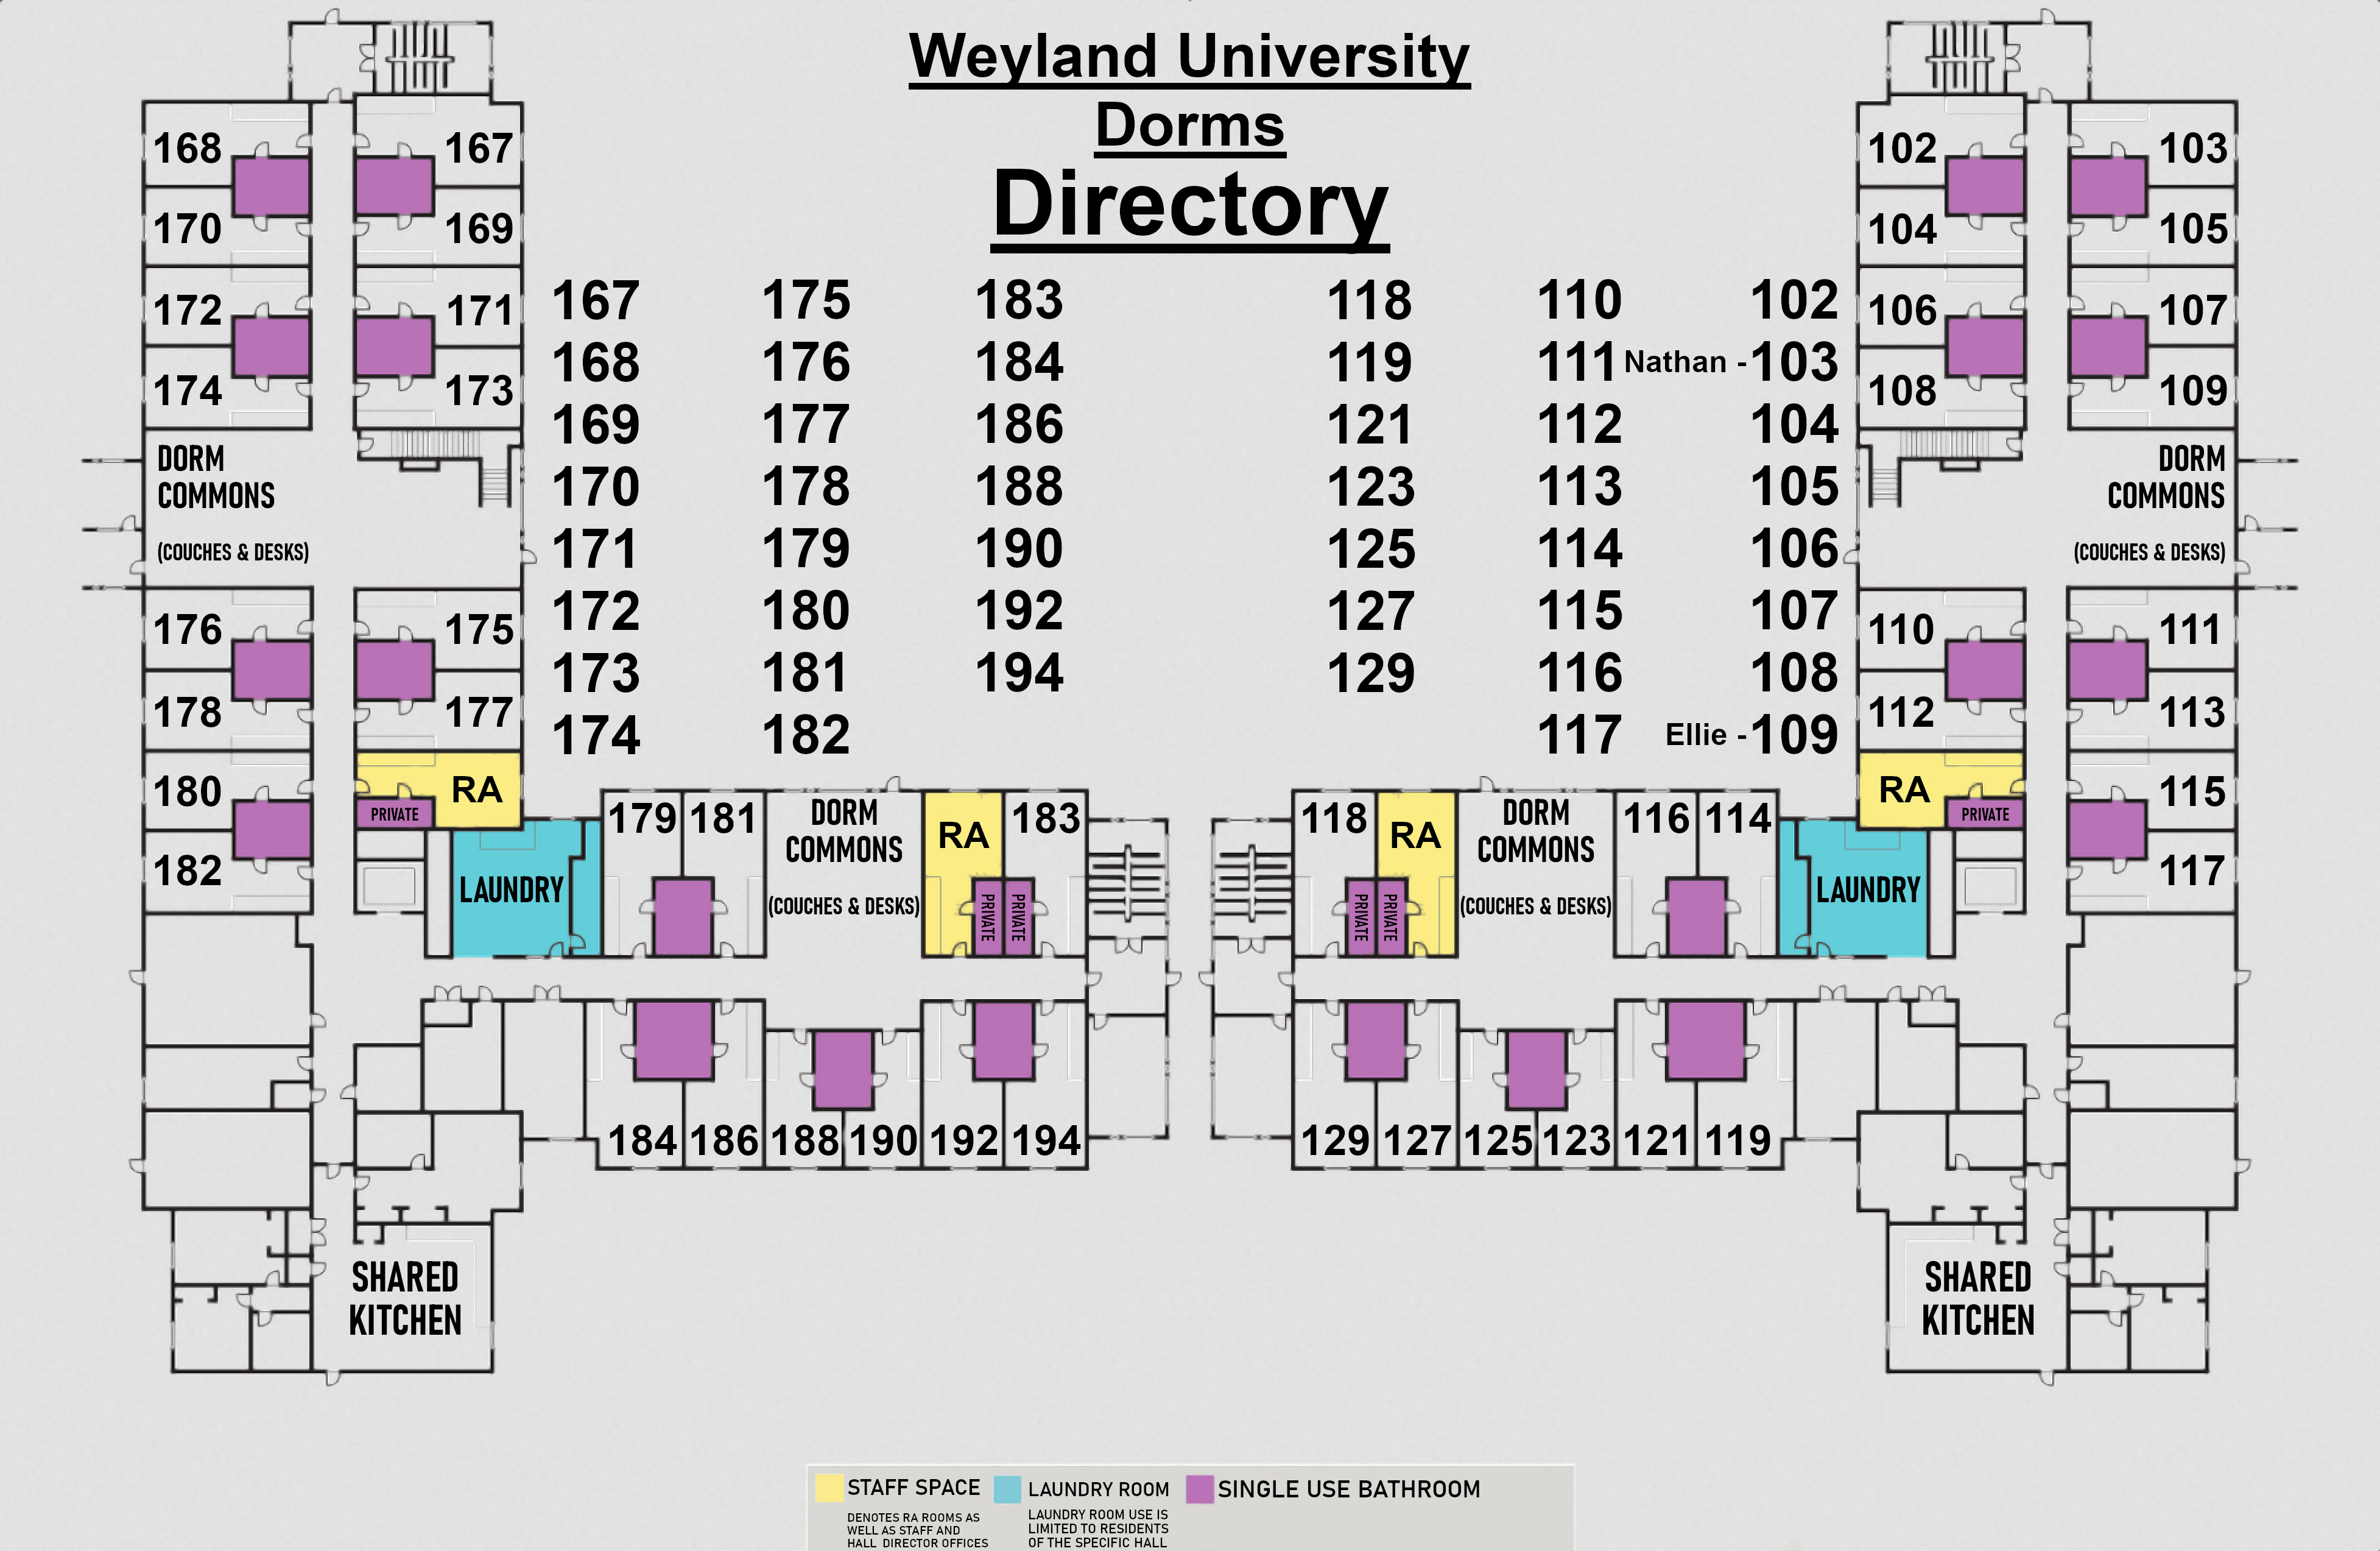 Weyland University
Dorms
Directory
168
167
170
169
172
171
174
173
DORM
COMMONS
(COUCHES & DESKS)
176
175
178
177
180
RA
PRIVATE
182
LAUNDRY
179
181
DORM
COMMONS
(COUCHES & DESKS)
RA
183
PRIVATE
PRIVATE
184
186
188
190
192
194
SHARED
KITCHEN
167
168
169
170
171
172
173
174
175
176
177
178
179
180
181
182
183
184
186
188
190
192
194
118
119
121
123
125
127
129
110
111
112
113
114
115
116
117
102
Nathan - 103
104
105
106
107
108
Ellie - 109
102
103
104
105
106
107
108
109
DORM
COMMONS
(COUCHES & DESKS)
110
111
112
113
RA
115
PRIVATE
117
118
RA
DORM
COMMONS
(COUCHES & DESKS)
116
114
LAUNDRY
PRIVATE
PRIVATE
129
127
125
123
121
119
SHARED
KITCHEN
STAFF SPACE
DENOTES RA ROOMS AS
WELL AS STAFF AND
HALL DIRECTOR OFFICES
LAUNDRY ROOM
LAUNDRY ROOM USE IS
LIMITED TO RESIDENTS
OF THE SPECIFIC HALL
SINGLE USE BATHROOM